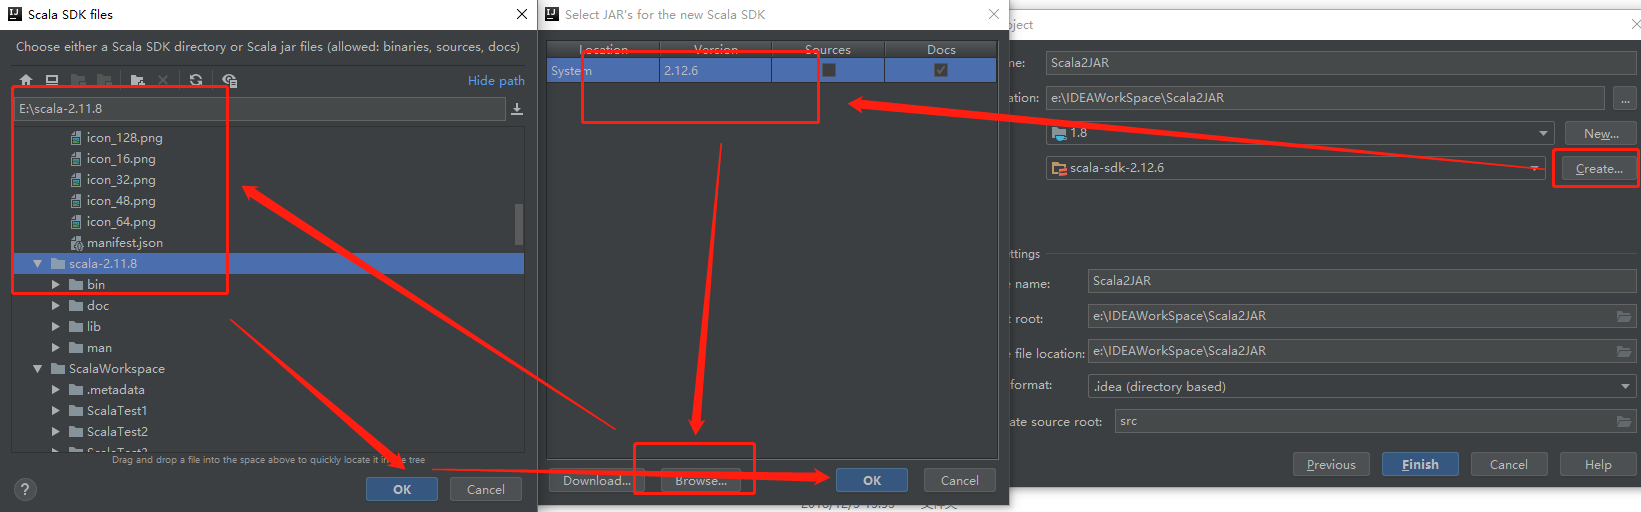 Scala SDK files
Choose either a Scala SDK directory or Scala jar files (allowed: binaries, sources, docs)
Hide path
E:\scala-2.11.8
icon_128.png
icon_16.png
icon_32.png
icon_48.png
icon_64.png
manifest.json
scala-2.11.8
bin
doc
lib
man
ScalaWorkspace
.metadata
ScalaTest1
ScalaTest2
Drag and drop a file into the space above to quickly locate it in the tree
?
OK
Cancel
Select JAR's for the new Scala SDK
Location Version Sources Docs
System 2.12.6
Download... Browse... OK Cancel
oject
me: Scala2JAR
ation: e:\IDEAWorkSpace\Scala2JAR ...
1.8 New...
scala-sdk-2.12.6 Create...
ettings
e name: Scala2JAR
t root: e:\IDEAWorkSpace\Scala2JAR
e file location: e:\IDEAWorkSpace\Scala2JAR
format: .idea (directory based)
ate source root: src
Previous Finish Cancel Help